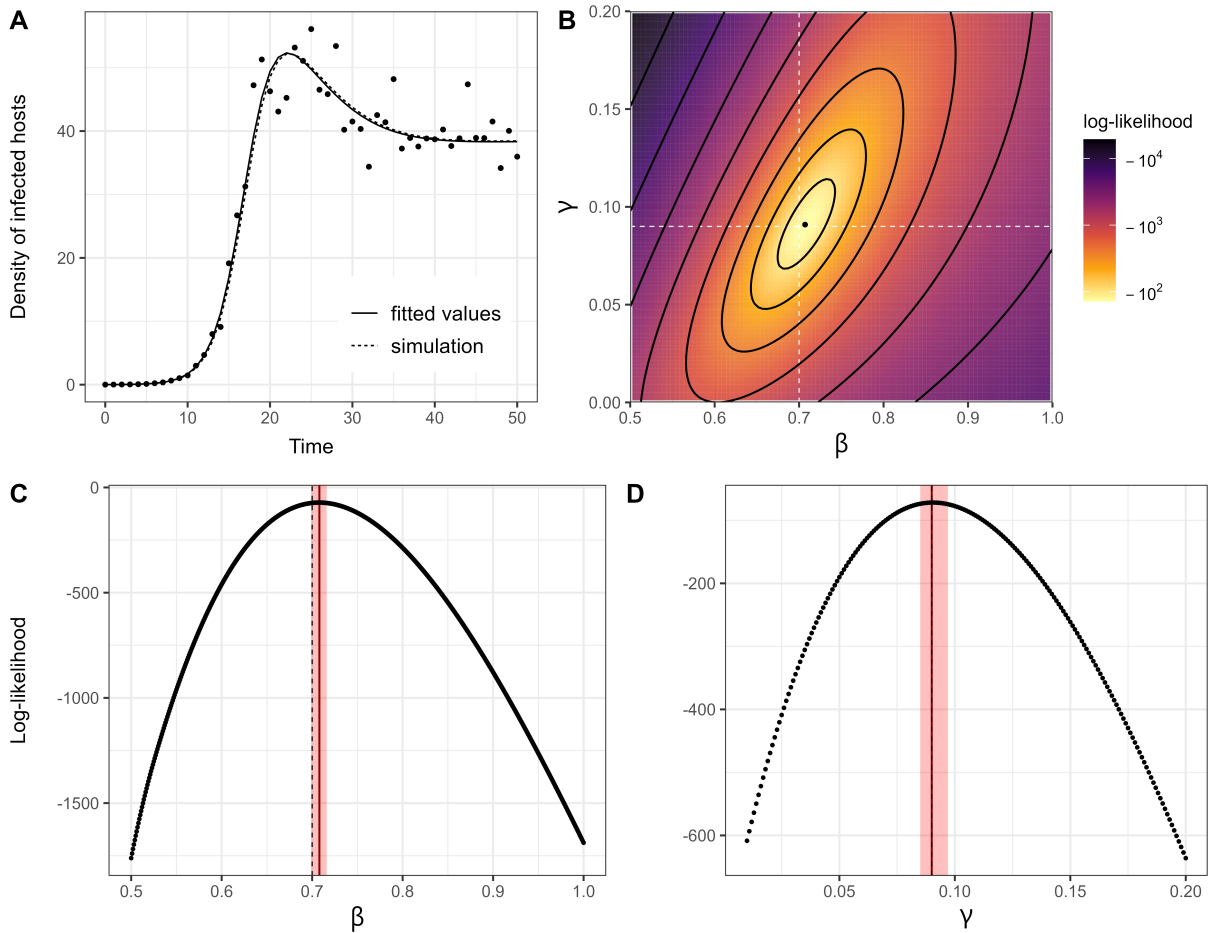 A
Density of infected hosts
40
20
0
fitted values
simulation
0 10 20 30 40 50
Time
B
γ
0.20
0.15
0.10
0.05
0.00
0.5 0.6 0.7 0.8 0.9 1.0
β
log-likelihood
- 10⁴
- 10³
- 10²
C
Log-likelihood
0
-500
-1000
-1500
0.5 0.6 0.7 0.8 0.9 1.0
β
D
-200
-400
-600
0.05 0.10 0.15 0.20
γ